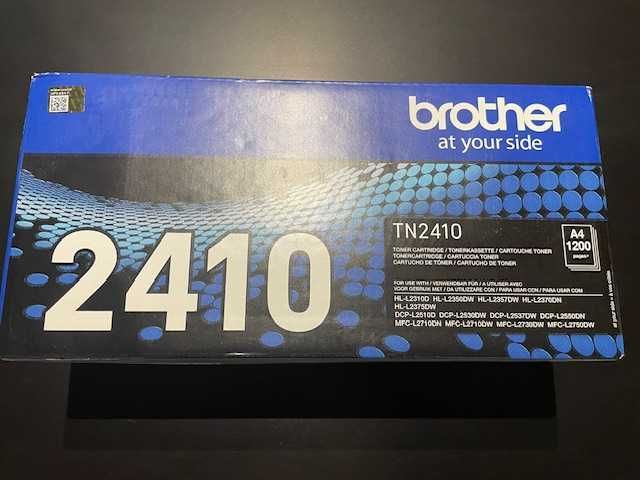 brother
at your side
2410
TN2410
TONER CARTRIDGE / TONERKASSETTE / CARTOUCHE TONER
TONERCARTRIDGE / CARTUCCIA TONER
CARTUCHO DE TÓNER / CARTUCHO DE TONER
A4
1200
pages*
FOR USE WITH / VERWENDBAR FÜR / A UTILISER AVEC
VOOR GEBRUIK MET / DA UTILIZZARE CON / PARA USAR CON / PARA USAR COM
HL-L2310D HL-L2350DW HL-L2357DW HL-L2370DN
HL-L2375DW
DCP-L2510D DCP-L2530DW DCP-L2537DW DCP-L2550DN
MFC-L2710DN MFC-L2710DW MFC-L2730DW MFC-L2750DW